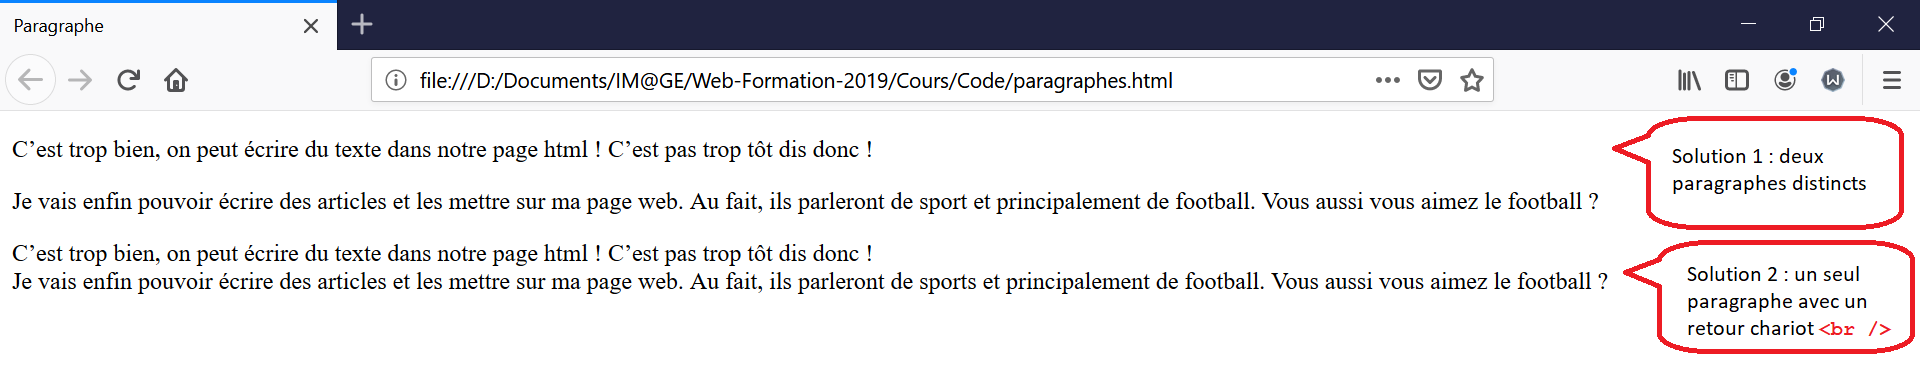 Paragraphe
file:///D:/Documents/IM@GE/Web-Formation-2019/Cours/Code/paragraphes.html
C’est trop bien, on peut écrire du texte dans notre page html ! C’est pas trop tôt dis donc !
Je vais enfin pouvoir écrire des articles et les mettre sur ma page web. Au fait, ils parleront de sport et principalement de football. Vous aussi vous aimez le football ?
Solution 1 : deux
paragraphes distincts
C’est trop bien, on peut écrire du texte dans notre page html ! C’est pas trop tôt dis donc !
Je vais enfin pouvoir écrire des articles et les mettre sur ma page web. Au fait, ils parleront de sports et principalement de football. Vous aussi vous aimez le football ?
Solution 2 : un seul
paragraphe avec un
retour chariot <br />